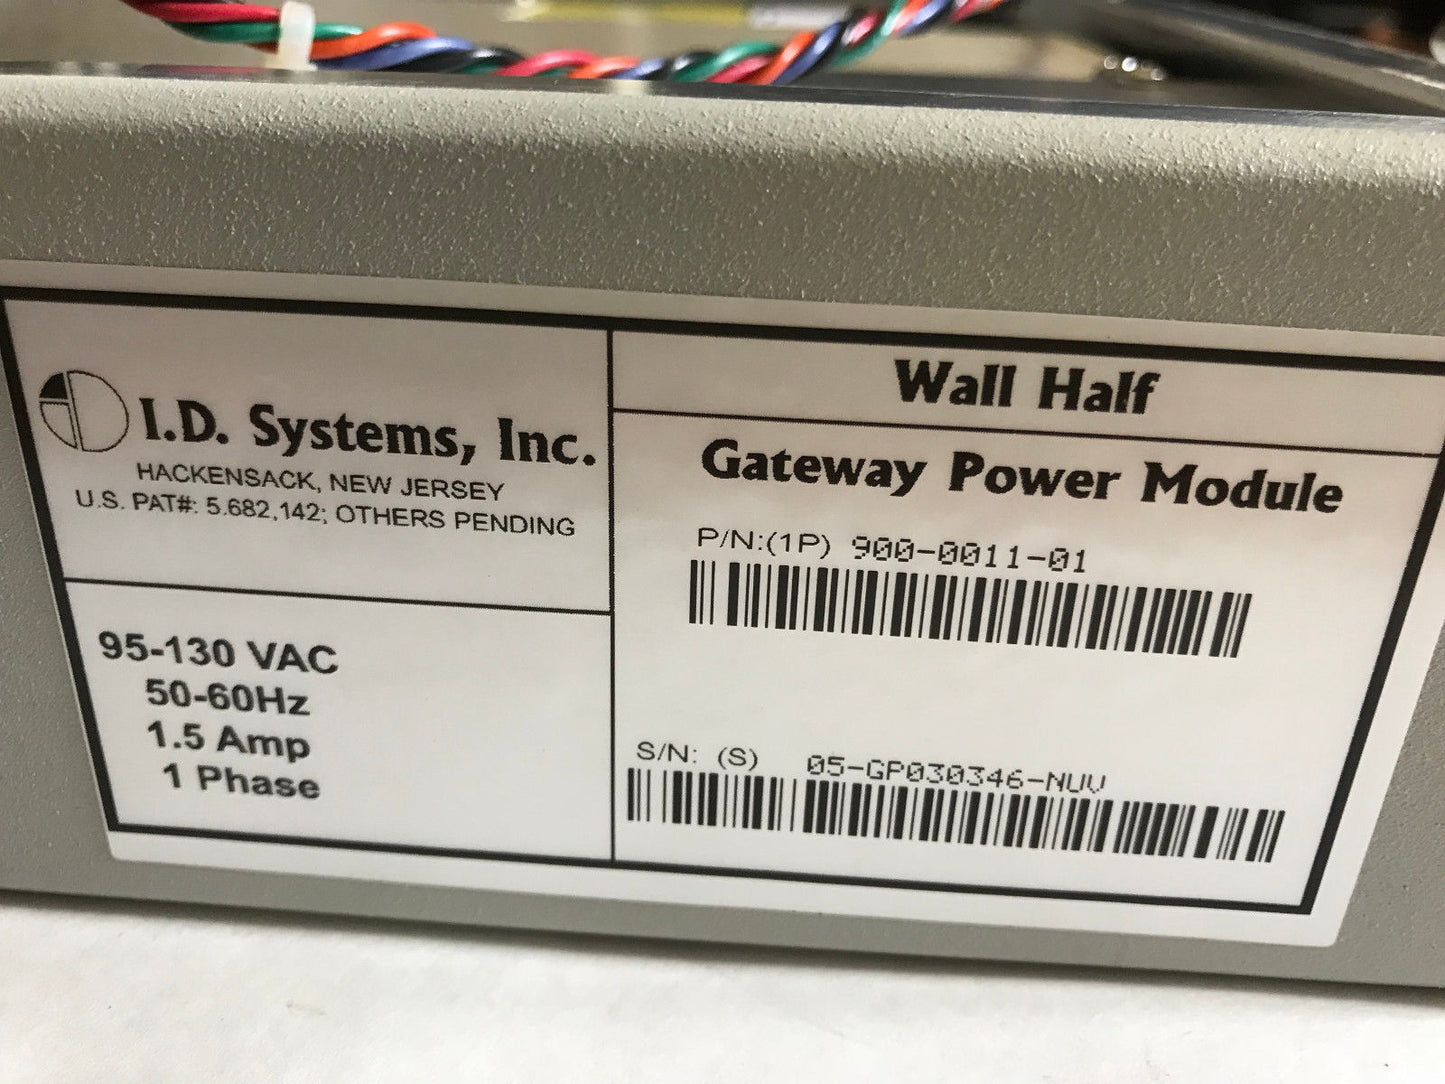 I.D. Systems, Inc.
HACKENSACK, NEW JERSEY
U.S. PAT#: 5.682,142; OTHERS PENDING
95-130 VAC
50-60Hz
1.5 Amp
1 Phase
Wall Half
Gateway Power Module
P/N:(1P) 900-0011-01
S/N: (S) 05-GP030346-NUV